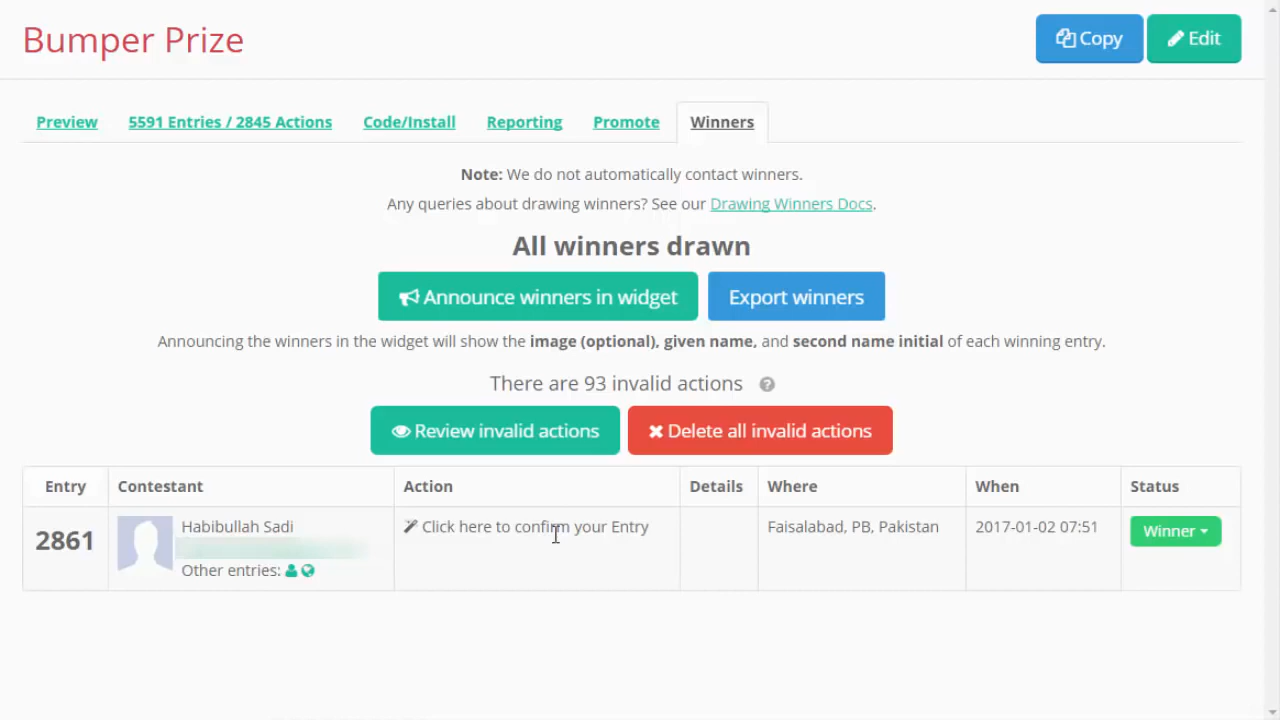 Bumper Prize
Copy
Edit
Preview
5591 Entries / 2845 Actions
Code/Install
Reporting
Promote
Winners
Note: We do not automatically contact winners.
Any queries about drawing winners? See our Drawing Winners Docs.
All winners drawn
Announce winners in widget
Export winners
Announcing the winners in the widget will show the image (optional), given name, and second name initial of each winning entry.
There are 93 invalid actions ?
Review invalid actions
Delete all invalid actions
Entry Contestant Action Details Where When Status
2861 Habibullah Sadi Click here to confirm your Entry Faisalabad, PB, Pakistan 2017-01-02 07:51 Winner
Other entries: